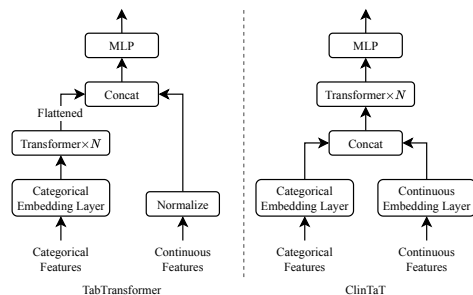 MLP
Concat
Flattened
Transformer×N
Categorical
Embedding Layer
Normalize
Categorical
Features
Continuous
Features
TabTransformer
MLP
Transformer×N
Concat
Categorical
Embedding Layer
Continuous
Embedding Layer
Categorical
Features
Continuous
Features
ClinTaT